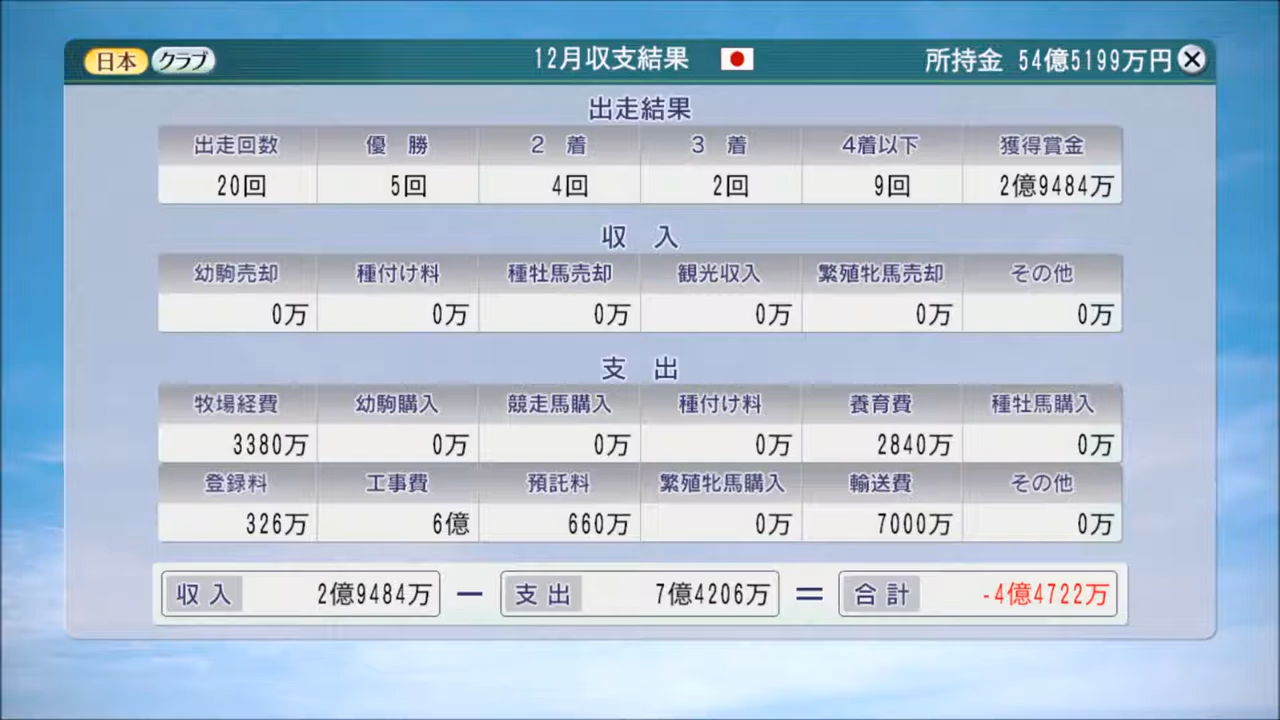 日本 クラブ 12月収支結果 所持金 54億5199万円
出走結果
出走回数 優 勝 2 着 3 着 4着以下 獲得賞金
20回 5回 4回 2回 9回 2億9484万
収 入
幼駒売却 種付け料 種牡馬売却 観光収入 繁殖牝馬売却 その他
0万 0万 0万 0万 0万 0万
支 出
牧場経費 幼駒購入 競走馬購入 種付け料 養育費 種牡馬購入
3380万 0万 0万 0万 2840万 0万
登録料 工事費 預託料 繁殖牝馬購入 輸送費 その他
326万 6億 660万 0万 7000万 0万
収 入 2億9484万 － 支 出 7億4206万 ＝ 合 計 -4億4722万